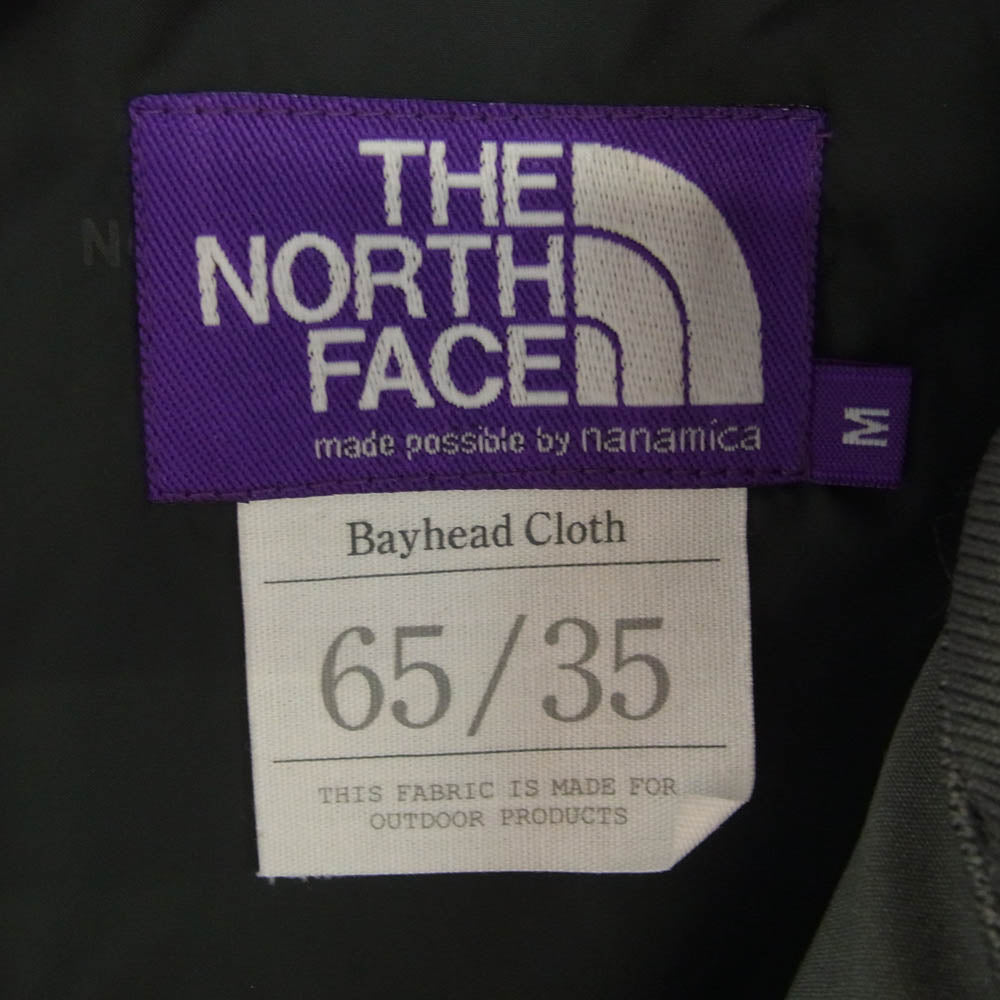 THE
NORTH
FACE
made possible by nanamica
M
Bayhead Cloth
65/35
THIS FABRIC IS MADE FOR
OUTDOOR PRODUCTS